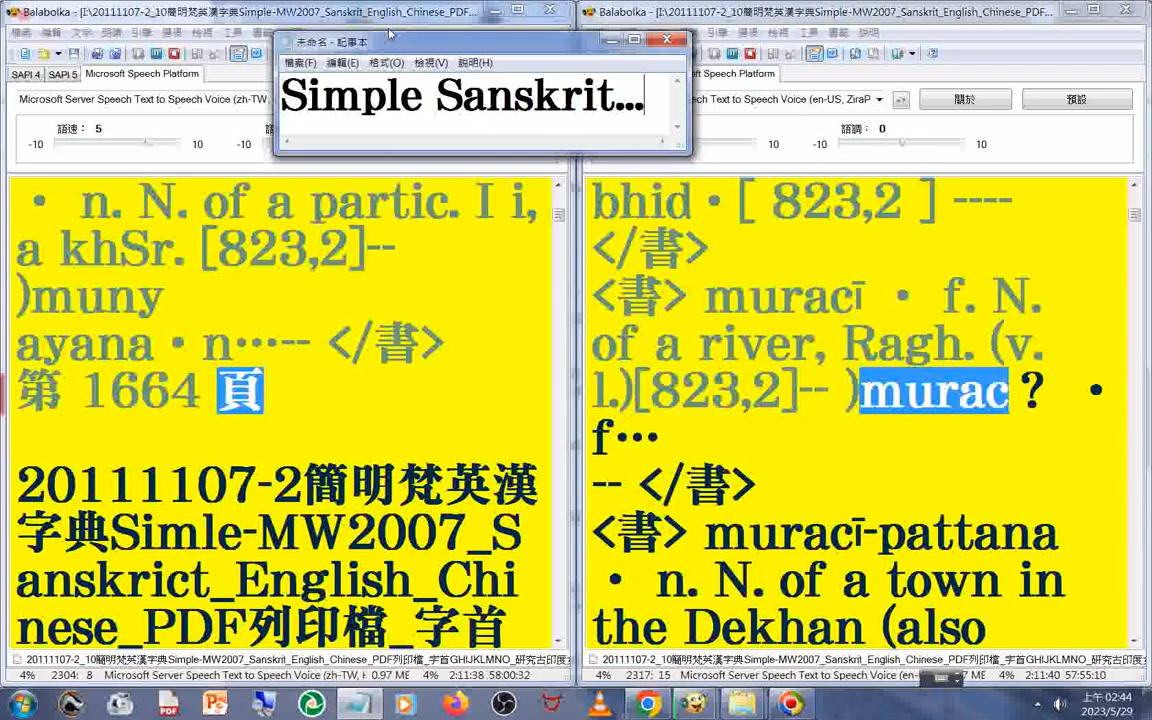 Balabolka - [I:\20111107-2_10簡明梵英漢字典Simple-MW2007_Sanskrit_English_Chinese_PDF...
Balabolka - [I:\20111107-2_10簡明梵英漢字典Simple-MW2007_Sanskrit_English_Chinese_PDF...
未命名 - 記事本
檔案(F) 編輯(E) 格式(O) 檢視(V) 說明(H)
Simple Sanskrit...
SAPI 4 SAPI 5 Microsoft Speech Platform
Microsoft Server Speech Text to Speech Voice (zh-TW,
語速： 5
-10 10 -10 10
ch Platform
ch Text to Speech Voice (en-US, ZiraP
關於 預設
語調： 0
10 -10 10
• n. N. of a partic. I i,
a khSr. [823,2]--
)muny
ayana • n…-- </書>
第 1664 頁
20111107-2簡明梵英漢
字典Simle-MW2007_S
anskrict_English_Chi
nese_PDF列印檔_字首
bhid • [ 823,2 ] ----
</書>
<書> muracī • f. N.
of a river, Ragh. (v.
l.)[823,2]-- )murac？ •
f…
-- </書>
<書> muracī-pattana
• n. N. of a town in
the Dekhan (also
20111107-2_10簡明梵英漢字典Simple-MW2007_Sanskrit_English_Chinese_PDF列印檔_字首GHIJKLMNO_研究古印度
20111107-2_10簡明梵英漢字典Simple-MW2007_Sanskrit_English_Chinese_PDF列印檔_字首GHIJKLMNO_研究古印度
4% 2304: 8 Microsoft Server Speech Text to Speech Voice (zh-TW, 0.97 ME 4% 2:11:38 58:00:32
4% 2317: 15 Microsoft Server Speech ME 4% 2:11:40 57:55:10
上午 02:44
2023/5/29